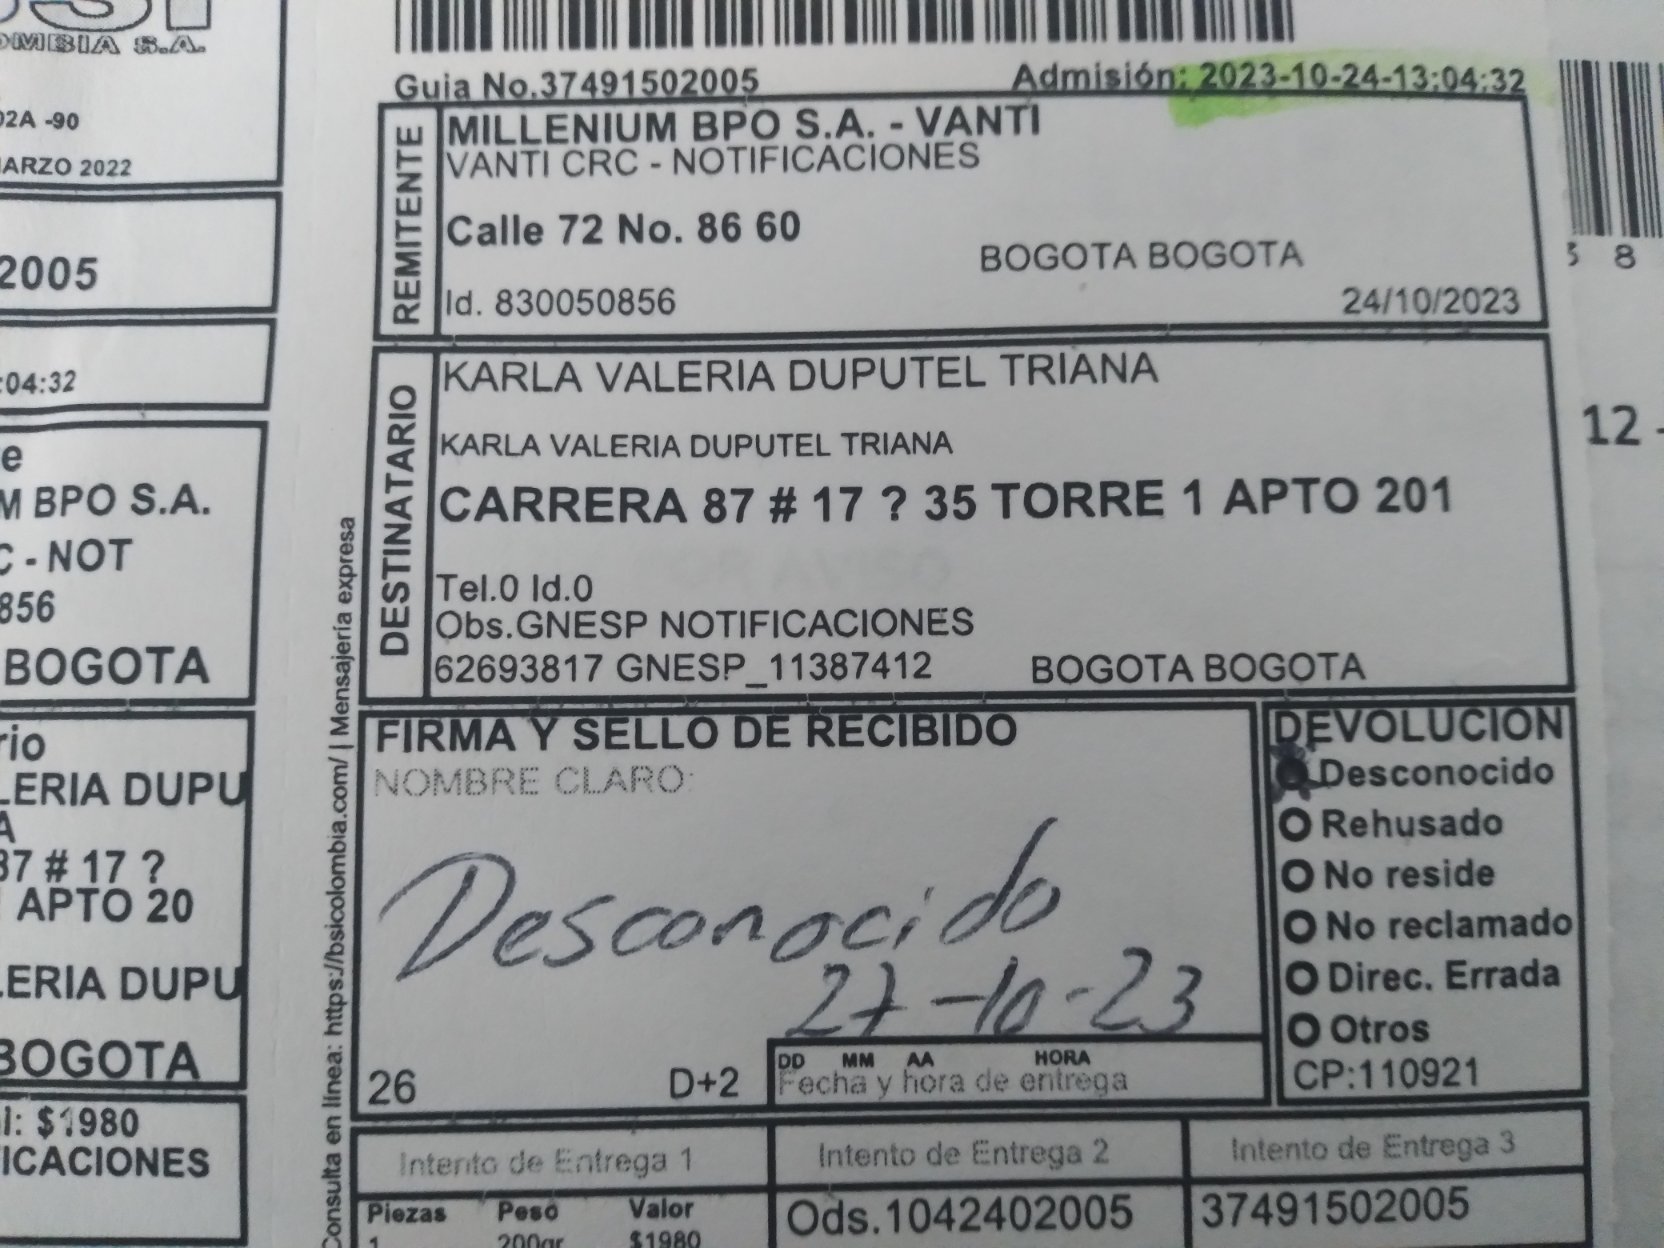 OMBIA S.A.
02A -90
MARZO 2022
2005
:04:32
e
M BPO S.A.
C - NOT
856
BOGOTA
rio
LERIA DUPU
A
87 # 17 ?
APTO 20
LERIA DUPU
BOGOTA
l: $1980
ICACIONES
Consulta en línea: https://bsicolombia.com/ | Mensajería expresa
Guia No.37491502005
Admisión: 2023-10-24-13:04:32
REMITENTE
MILLENIUM BPO S.A. - VANTI
VANTI CRC - NOTIFICACIONES
Calle 72 No. 86 60
BOGOTA BOGOTA
Id. 830050856
24/10/2023
DESTINATARIO
KARLA VALERIA DUPUTEL TRIANA
KARLA VALERIA DUPUTEL TRIANA
CARRERA 87 # 17 ? 35 TORRE 1 APTO 201
Tel.0 Id.0
Obs.GNESP NOTIFICACIONES
62693817 GNESP_11387412
BOGOTA BOGOTA
FIRMA Y SELLO DE RECIBIDO
NOMBRE CLARO:
Desconocido
27-10-23
26
D+2
DD MM AA HORA
Fecha y hora de entrega
DEVOLUCION
Desconocido
Rehusado
No reside
No reclamado
Direc. Errada
Otros
CP:110921
Intento de Entrega 1
Intento de Entrega 2
Intento de Entrega 3
Piezas Peso Valor
1 200gr $1980
Ods.1042402005
37491502005
8
12 -